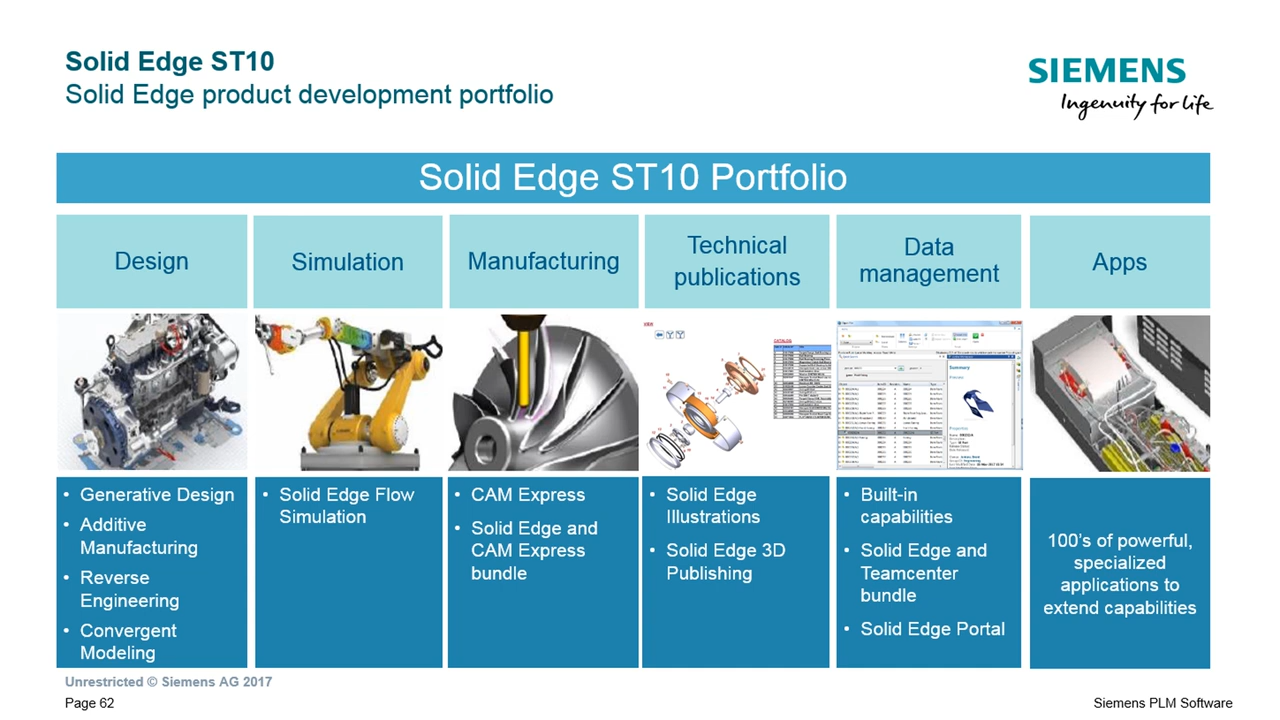 Solid Edge ST10
Solid Edge product development portfolio
SIEMENS
Ingenuity for life
Solid Edge ST10 Portfolio
Design
Simulation
Manufacturing
Technical
publications
Data
management
Apps
CATALOG
Summary
• Generative Design
• Additive
Manufacturing
• Reverse
Engineering
• Convergent
Modeling
• Solid Edge Flow
Simulation
• CAM Express
• Solid Edge and
CAM Express
bundle
• Solid Edge
Illustrations
• Solid Edge 3D
Publishing
• Built-in
capabilities
• Solid Edge and
Teamcenter
bundle
• Solid Edge Portal
100's of powerful,
specialized
applications to
extend capabilities
Unrestricted © Siemens AG 2017
Page 62
Siemens PLM Software